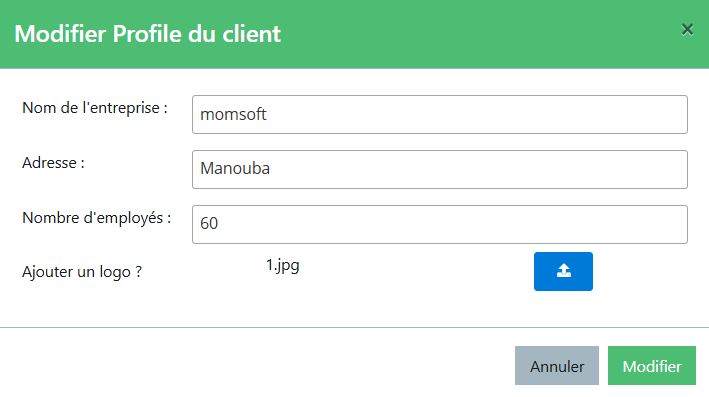 Modifier Profile du client ×
Nom de l'entreprise : momsoft
Adresse : Manouba
Nombre d'employés : 60
Ajouter un logo ? 1.jpg
Annuler Modifier